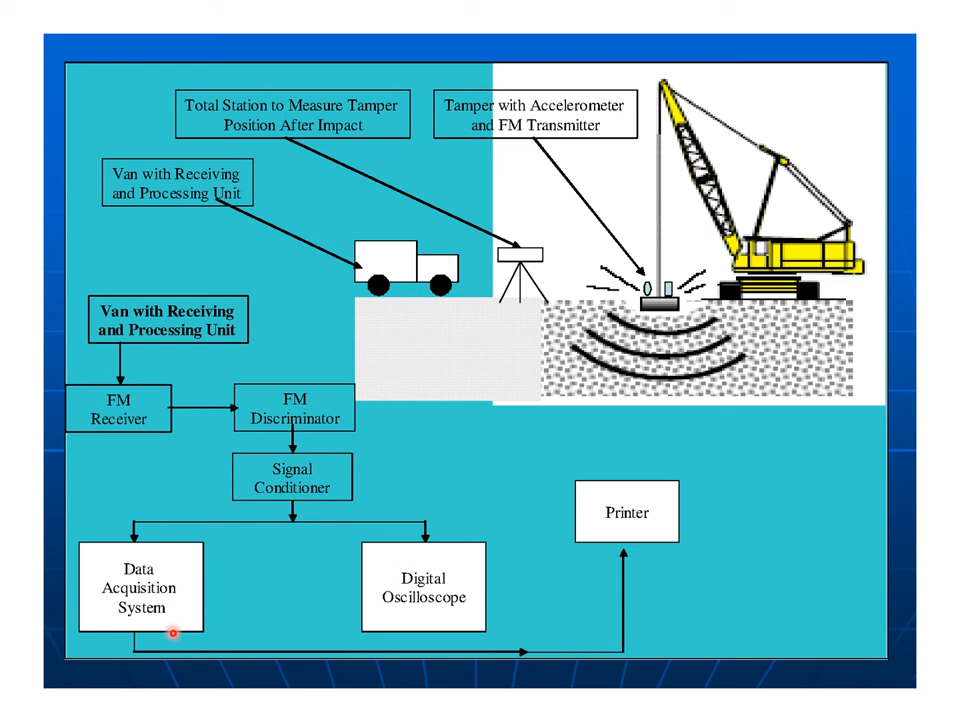 Total Station to Measure Tamper
Position After Impact
Tamper with Accelerometer
and FM Transmitter
Van with Receiving
and Processing Unit
Van with Receiving
and Processing Unit
FM
Receiver
FM
Discriminator
Signal
Conditioner
Printer
Data
Acquisition
System
Digital
Oscilloscope